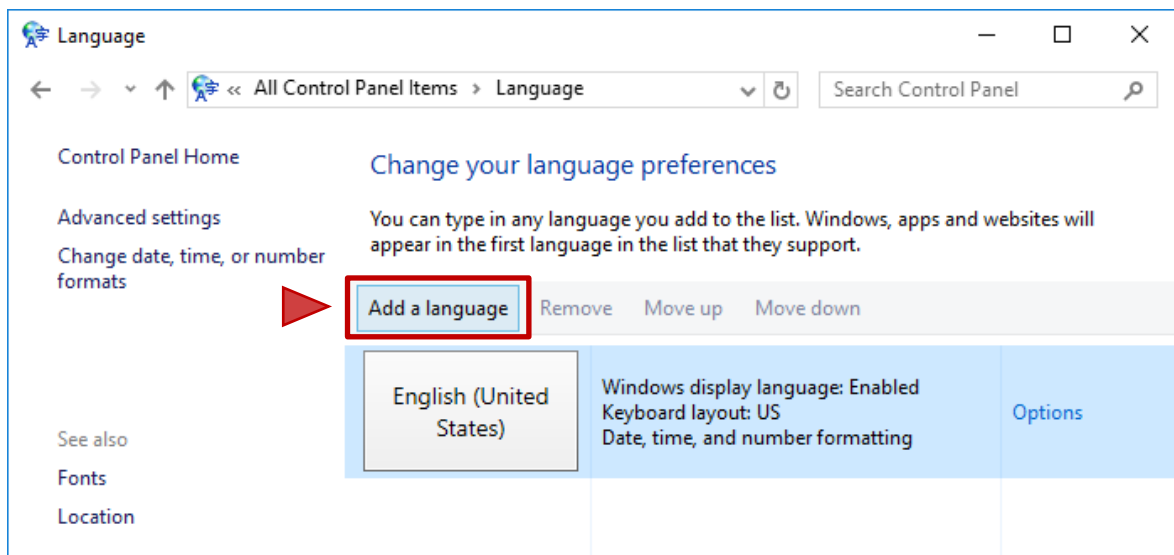 Language
« All Control Panel Items › Language
Search Control Panel
Control Panel Home
Advanced settings
Change date, time, or number
formats
See also
Fonts
Location
Change your language preferences
You can type in any language you add to the list. Windows, apps and websites will
appear in the first language in the list that they support.
Add a language Remove Move up Move down
English (United
States)
Windows display language: Enabled
Keyboard layout: US
Date, time, and number formatting
Options